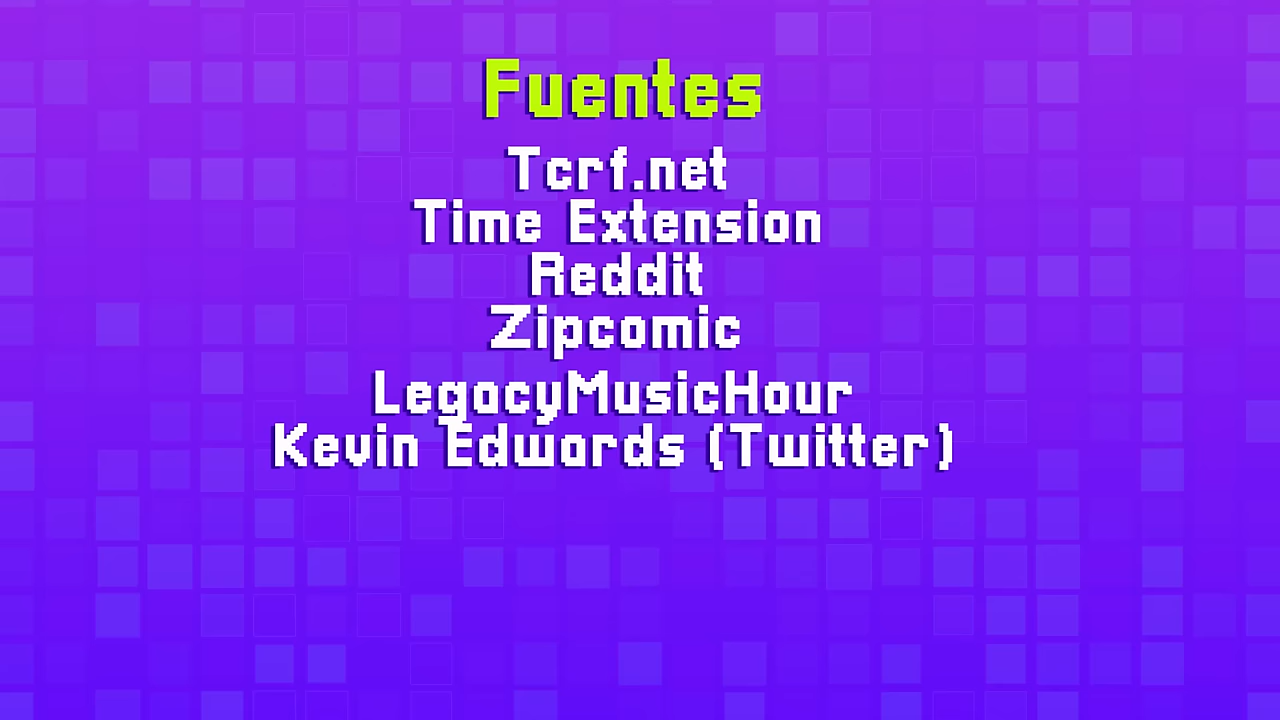 Fuentes
Tcrf.net
Time Extension
Reddit
Zipcomic
LegacyMusicHour
Kevin Edwards (Twitter)